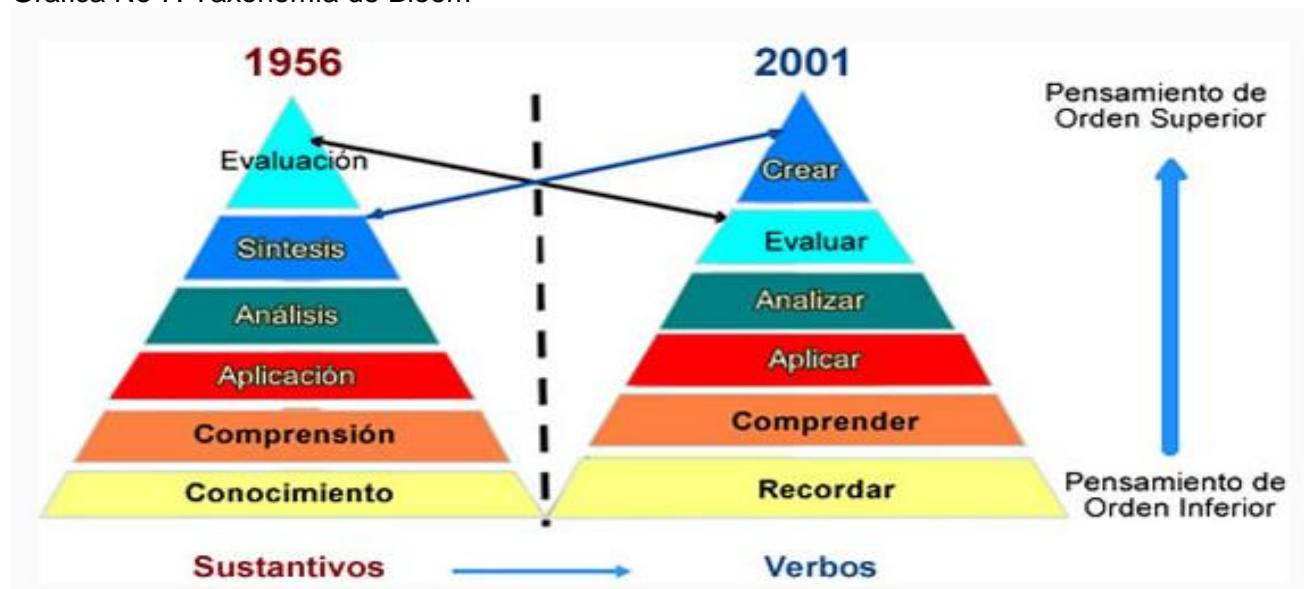 1956
2001
Pensamiento de
Orden Superior
Evaluación
Crear
Síntesis
Evaluar
Análisis
Analizar
Aplicación
Aplicar
Comprensión
Comprender
Conocimiento
Recordar
Pensamiento de
Orden Inferior
Sustantivos
Verbos